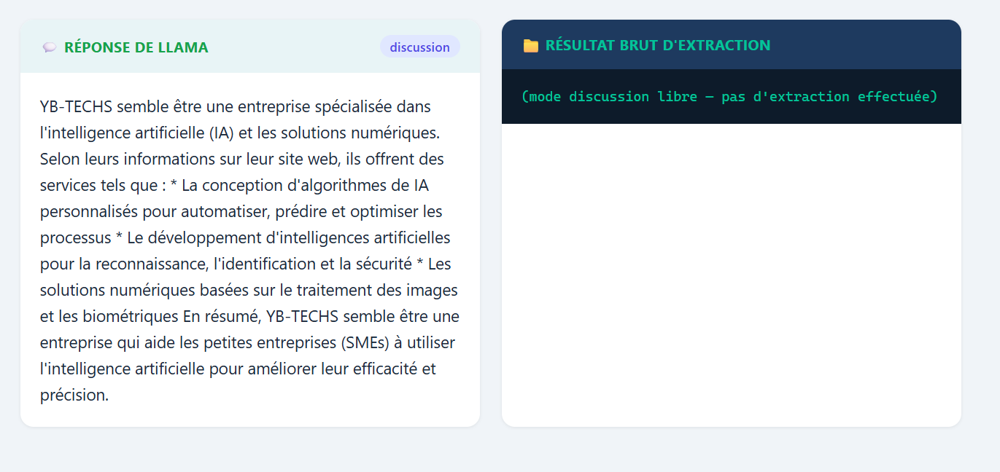 RÉPONSE DE LLAMA
discussion
YB-TECHS semble être une entreprise spécialisée dans
l'intelligence artificielle (IA) et les solutions numériques.
Selon leurs informations sur leur site web, ils offrent des
services tels que : * La conception d'algorithmes de IA
personnalisés pour automatiser, prédire et optimiser les
processus * Le développement d'intelligences artificielles
pour la reconnaissance, l'identification et la sécurité * Les
solutions numériques basées sur le traitement des images
et les biométriques En résumé, YB-TECHS semble être une
entreprise qui aide les petites entreprises (SMEs) à utiliser
l'intelligence artificielle pour améliorer leur efficacité et
précision.
RÉSULTAT BRUT D'EXTRACTION
(mode discussion libre — pas d'extraction effectuée)